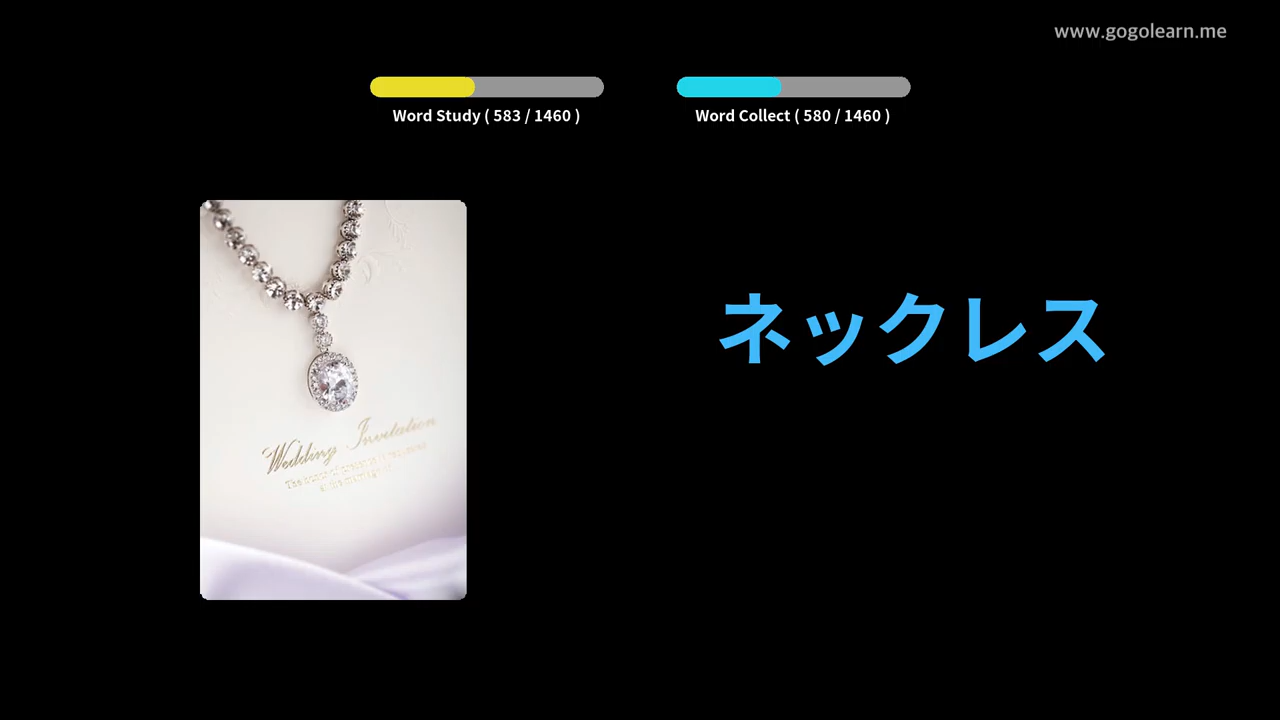 www.gogolearn.me
Word Study ( 583 / 1460 )
Word Collect ( 580 / 1460 )
ネックレス
Wedding Invitation